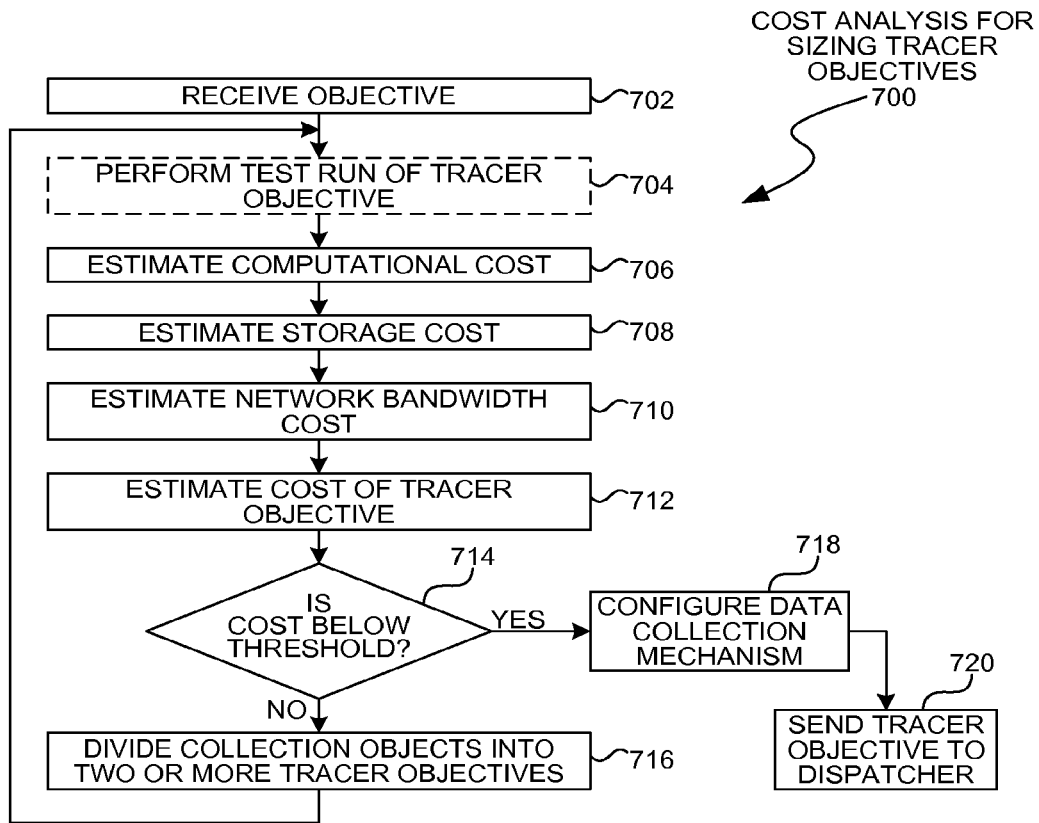 COST ANALYSIS FOR
SIZING TRACER
OBJECTIVES
700
RECEIVE OBJECTIVE
702
PERFORM TEST RUN OF TRACER
OBJECTIVE
704
ESTIMATE COMPUTATIONAL COST
706
ESTIMATE STORAGE COST
708
ESTIMATE NETWORK BANDWIDTH
COST
710
ESTIMATE COST OF TRACER
OBJECTIVE
712
714
IS
COST BELOW
THRESHOLD?
YES
NO
718
CONFIGURE DATA
COLLECTION
MECHANISM
720
SEND TRACER
OBJECTIVE TO
DISPATCHER
DIVIDE COLLECTION OBJECTS INTO
TWO OR MORE TRACER OBJECTIVES
716